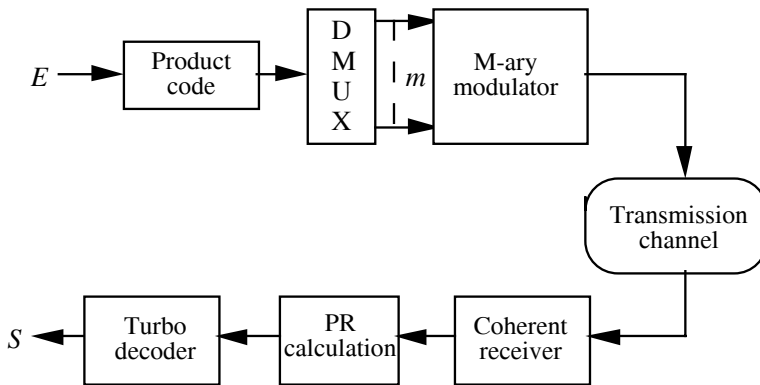 E
Product
code
D
M
U
X
m
M-ary
modulator
Transmission
channel
S
Turbo
decoder
PR
calculation
Coherent
receiver